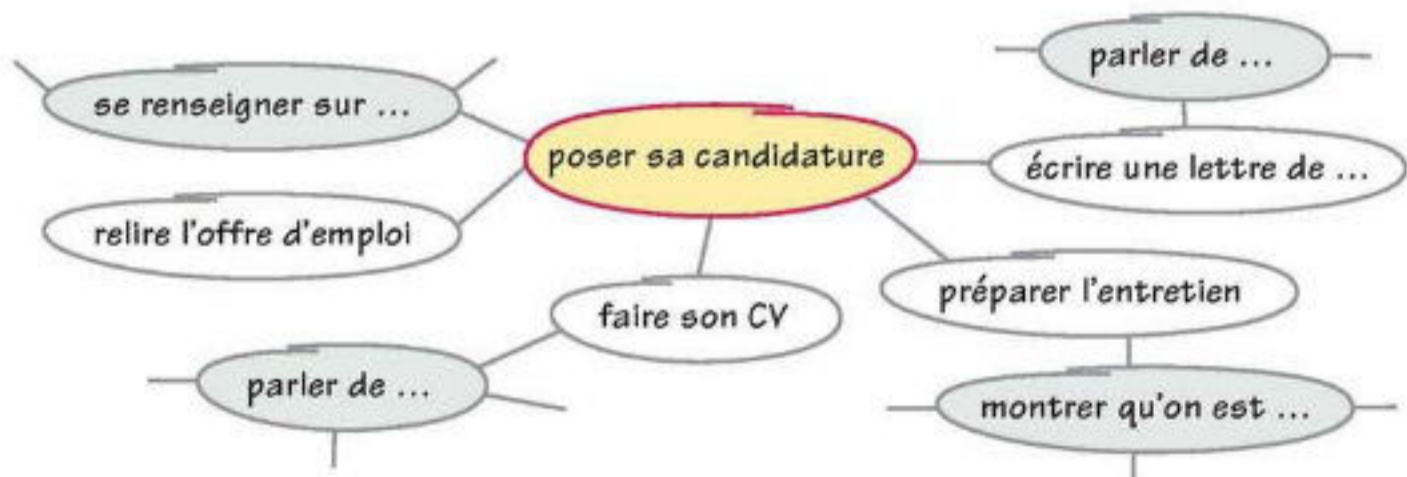 parler de ...
se renseigner sur ...
poser sa candidature
écrire une lettre de ...
relire l'offre d'emploi
préparer l'entretien
faire son CV
parler de ...
montrer qu'on est ...